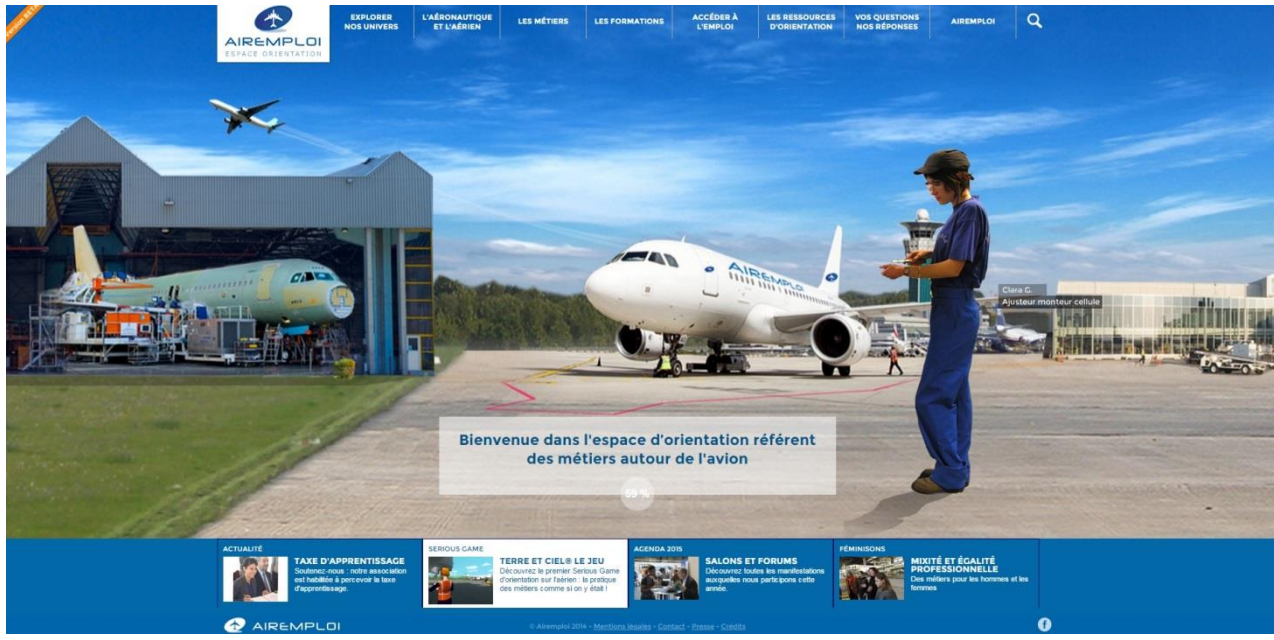 AIREMPLOI
ESPACE ORIENTATION
EXPLORER
NOS UNIVERS
L'AÉRONAUTIQUE
ET L'AÉRIEN
LES MÉTIERS
LES FORMATIONS
ACCÉDER À
L'EMPLOI
LES RESSOURCES
D'ORIENTATION
VOS QUESTIONS
NOS RÉPONSES
AIREMPLOI
AIREMPLOI
Clara G.
Ajusteur monteur cellule
Bienvenue dans l'espace d'orientation référent
des métiers autour de l'avion
59 %
ACTUALITÉ
TAXE D'APPRENTISSAGE
Soutenez-nous : notre association
est habilitée à percevoir la taxe
d'apprentissage.
SERIOUS GAME
TERRE ET CIEL® LE JEU
Découvrez le premier Serious Game
d'orientation sur l'aérien : la pratique
des métiers comme si on y était !
AGENDA 2015
SALONS ET FORUMS
Découvrez toutes les manifestations
auxquelles nous participons cette
année.
FÉMINISONS
MIXITÉ ET ÉGALITÉ
PROFESSIONNELLE
Des métiers pour les hommes et les
femmes
AIREMPLOI
© Airemploi 2014 - Mentions légales - Contact - Presse - Crédits